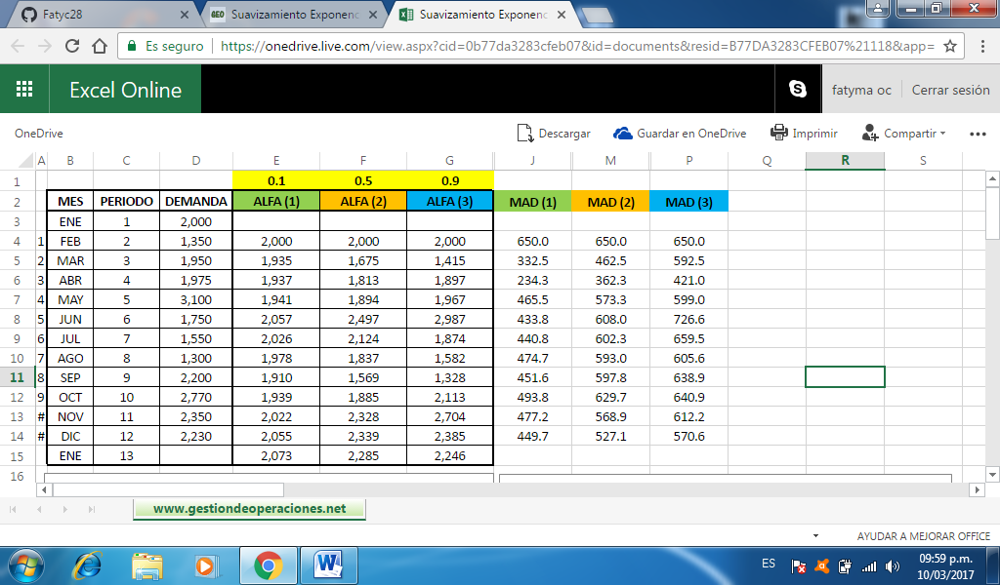 Fatyc28 GEO Suavizamiento Exponenc Suavizamiento Exponenc
Es seguro https://onedrive.live.com/view.aspx?cid=0b77da3283cfeb07&id=documents&resid=B77DA3283CFEB07%21118&app=
Excel Online fatyma oc Cerrar sesión
OneDrive Descargar Guardar en OneDrive Imprimir Compartir
A B C D E F G J M P Q R S
1 0.1 0.5 0.9
2 MES PERIODO DEMANDA ALFA (1) ALFA (2) ALFA (3) MAD (1) MAD (2) MAD (3)
3 ENE 1 2,000
4 1 FEB 2 1,350 2,000 2,000 2,000 650.0 650.0 650.0
5 2 MAR 3 1,950 1,935 1,675 1,415 332.5 462.5 592.5
6 3 ABR 4 1,975 1,937 1,813 1,897 234.3 362.3 421.0
7 4 MAY 5 3,100 1,941 1,894 1,967 465.5 573.3 599.0
8 5 JUN 6 1,750 2,057 2,497 2,987 433.8 608.0 726.6
9 6 JUL 7 1,550 2,026 2,124 1,874 440.8 602.3 659.5
10 7 AGO 8 1,300 1,978 1,837 1,582 474.7 593.0 605.6
11 8 SEP 9 2,200 1,910 1,569 1,328 451.6 597.8 638.9
12 9 OCT 10 2,770 1,939 1,885 2,113 493.8 629.7 640.9
13 # NOV 11 2,350 2,022 2,328 2,704 477.2 568.9 612.2
14 # DIC 12 2,230 2,055 2,339 2,385 449.7 527.1 570.6
15 ENE 13 2,073 2,285 2,246
16
www.gestiondeoperaciones.net
AYUDAR A MEJORAR OFFICE
ES 09:59 p.m.
10/03/2017